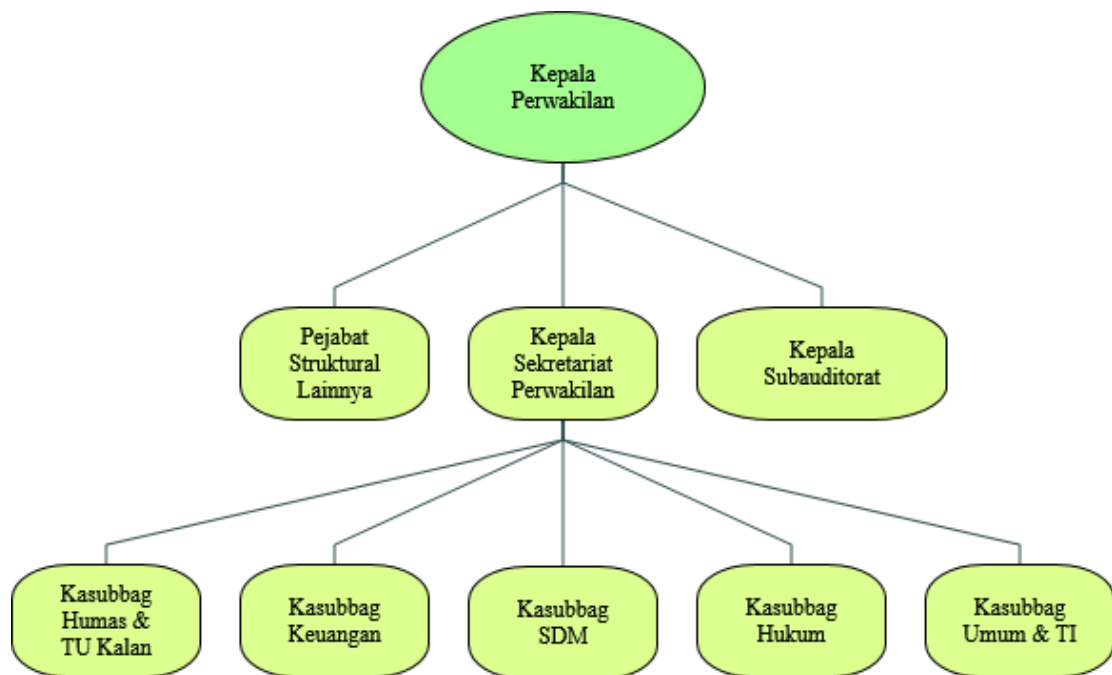 Kepala
Perwakilan
Pejabat
Struktural
Lainnya
Kepala
Sekretariat
Perwakilan
Kepala
Subauditorat
Kasubbag
Humas &
TU Kalan
Kasubbag
Keuangan
Kasubbag
SDM
Kasubbag
Hukum
Kasubbag
Umum & TI